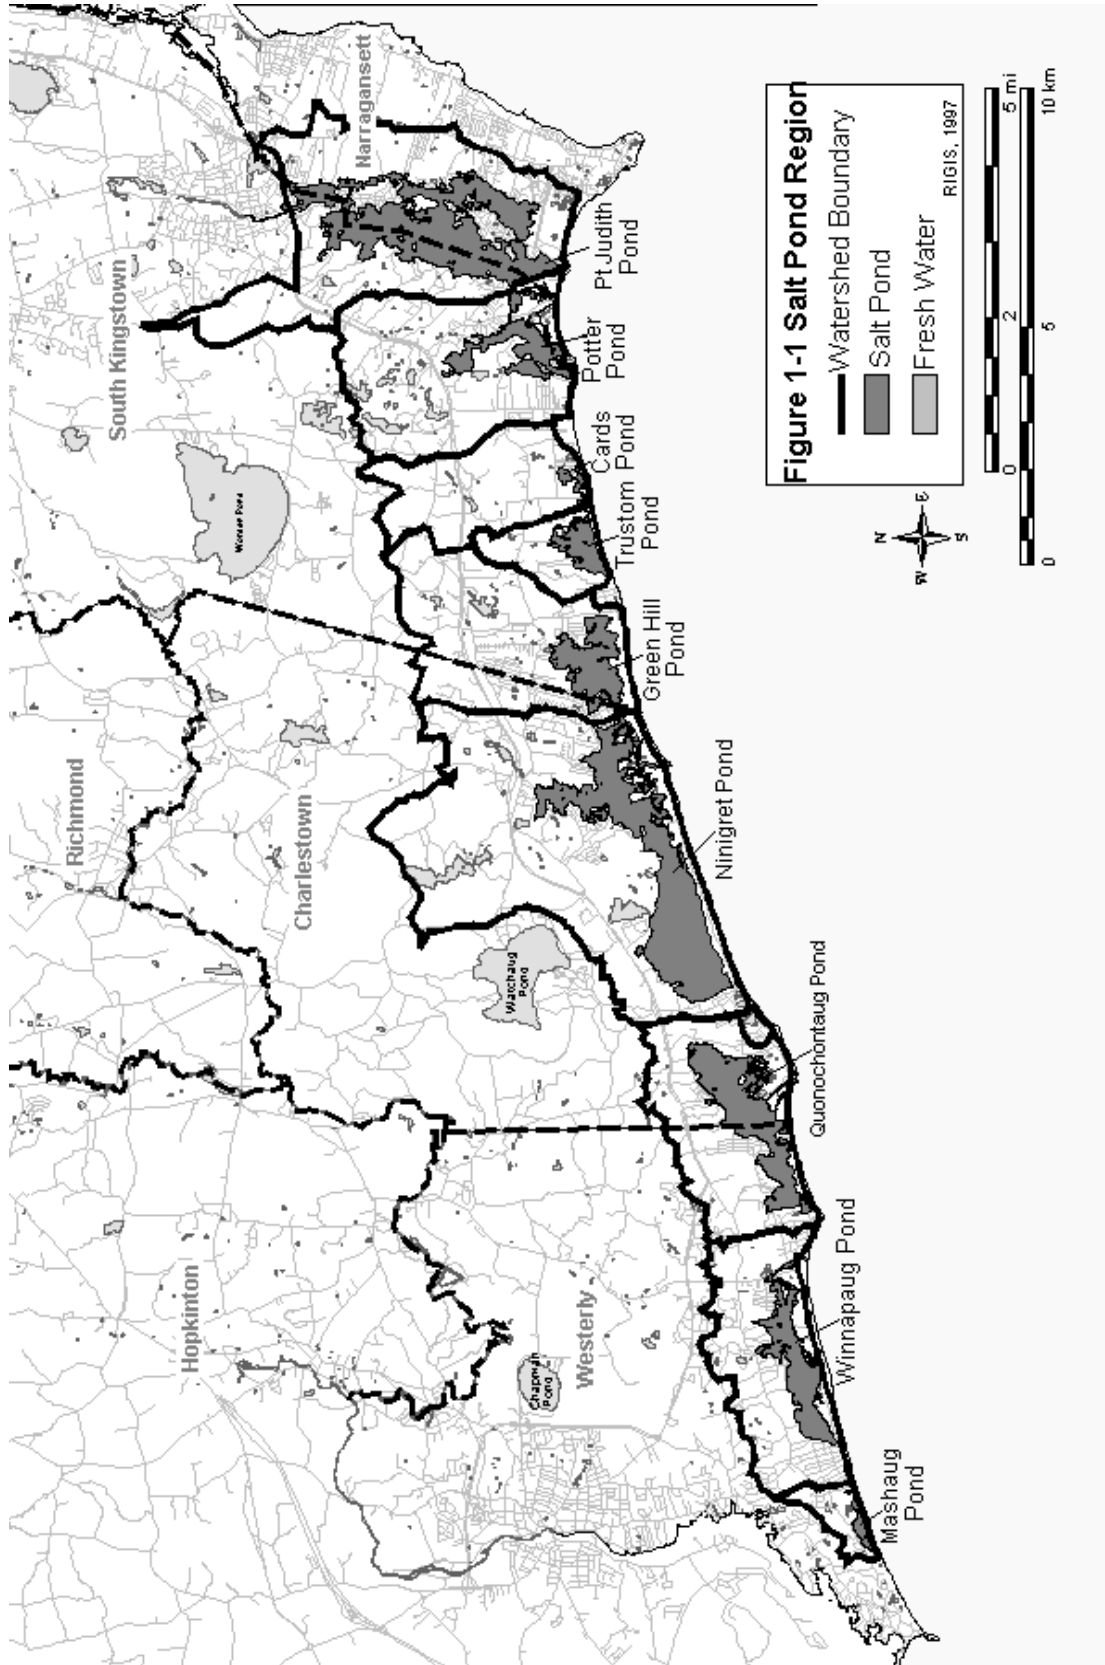 Figure 1-1 Salt Pond Region
Watershed Boundary
Salt Pond
Fresh Water
RIGIS, 1997
0
2
5 mi
0
5
10 km
N
W
E
S
Hopkinton
Richmond
South Kingstown
Narragansett
Charlestown
Westerly
Chapman
Pond
Watchaug
Pond
Worden Pond
Mashaug
Pond
Winnapaug Pond
Quonochontaug Pond
Ninigret Pond
Green Hill
Pond
Trustom
Pond
Cards
Pond
Potter
Pond
Pt Judith
Pond